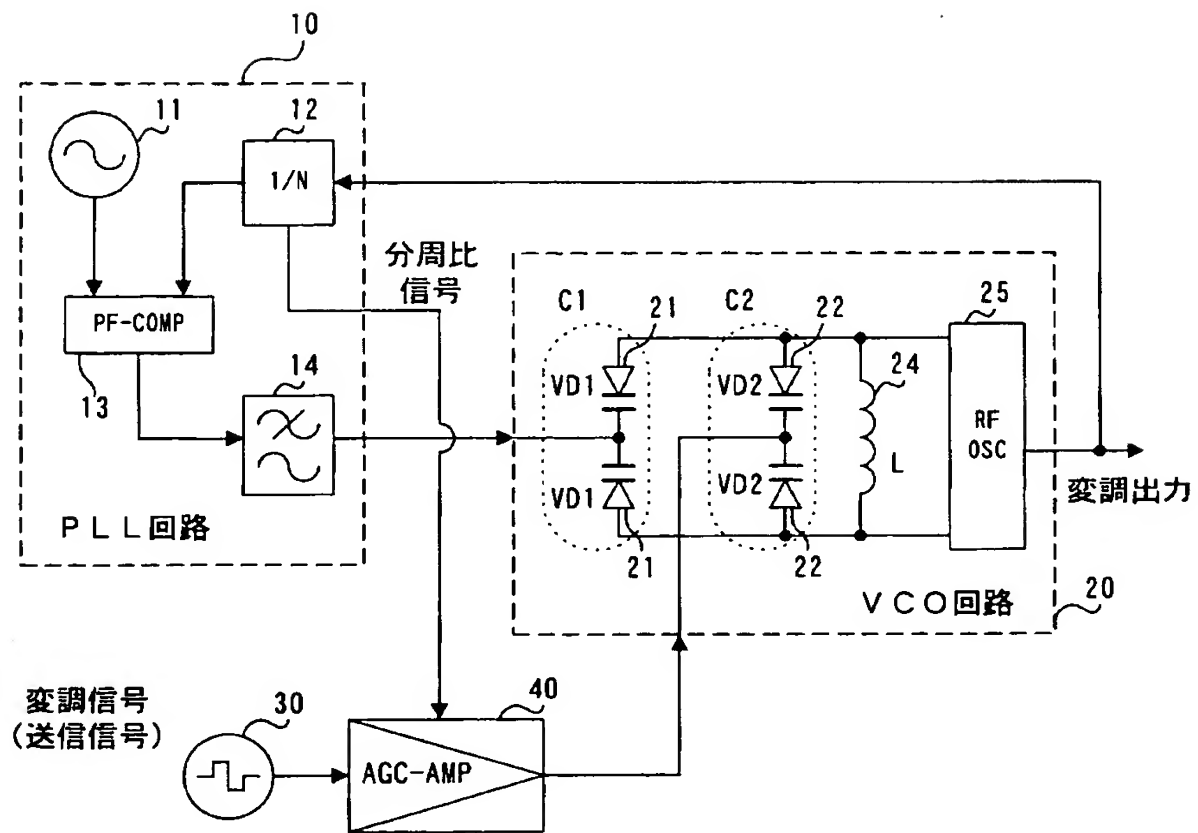 10
11
12
1/N
分周比
信号
PF-COMP
13
14
PLL回路
C1
21
C2
22
25
VD1
VD2
24
RF
OSC
L
VD1
VD2
21
22
変調出力
VCO回路
20
変調信号
(送信信号)
30
40
AGC-AMP